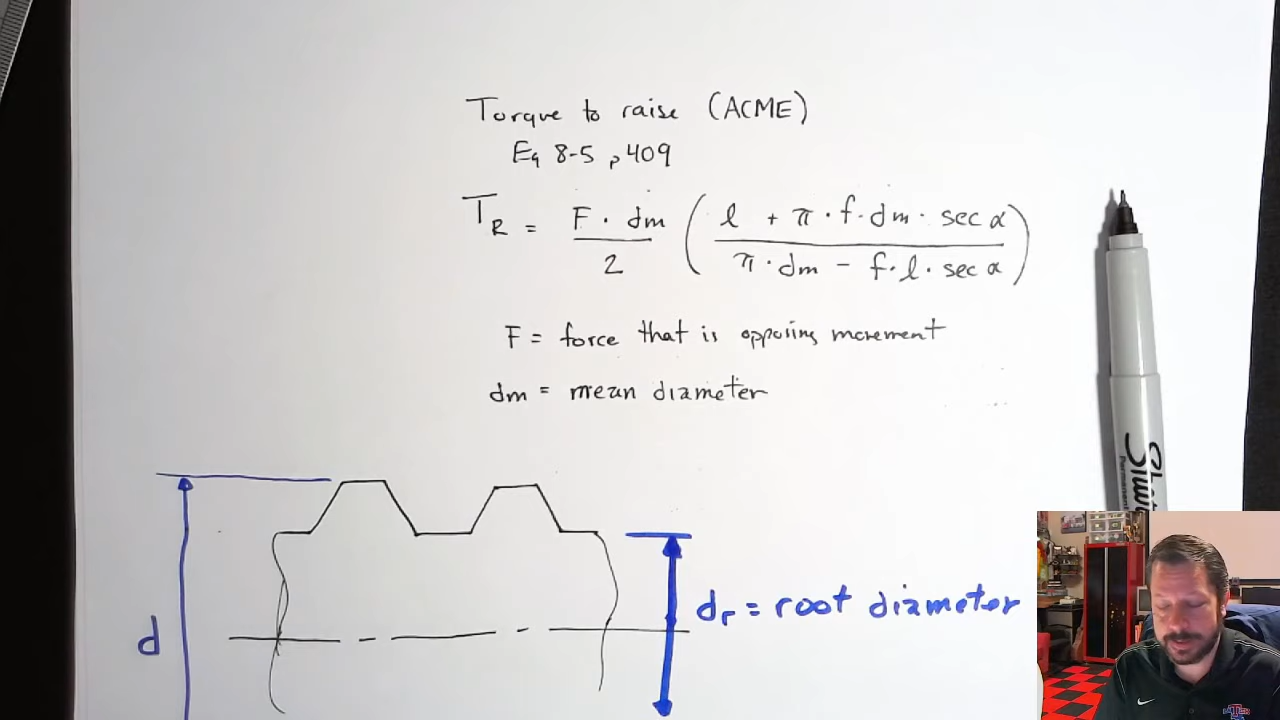 Torque to raise (ACME)
Eq 8-5 p409
T_R = F · dm / 2 ( l + π · f · dm · sec α / π · dm - f · l · sec α )
F = force that is opposing movement
dm = mean diameter
d
dr = root diameter